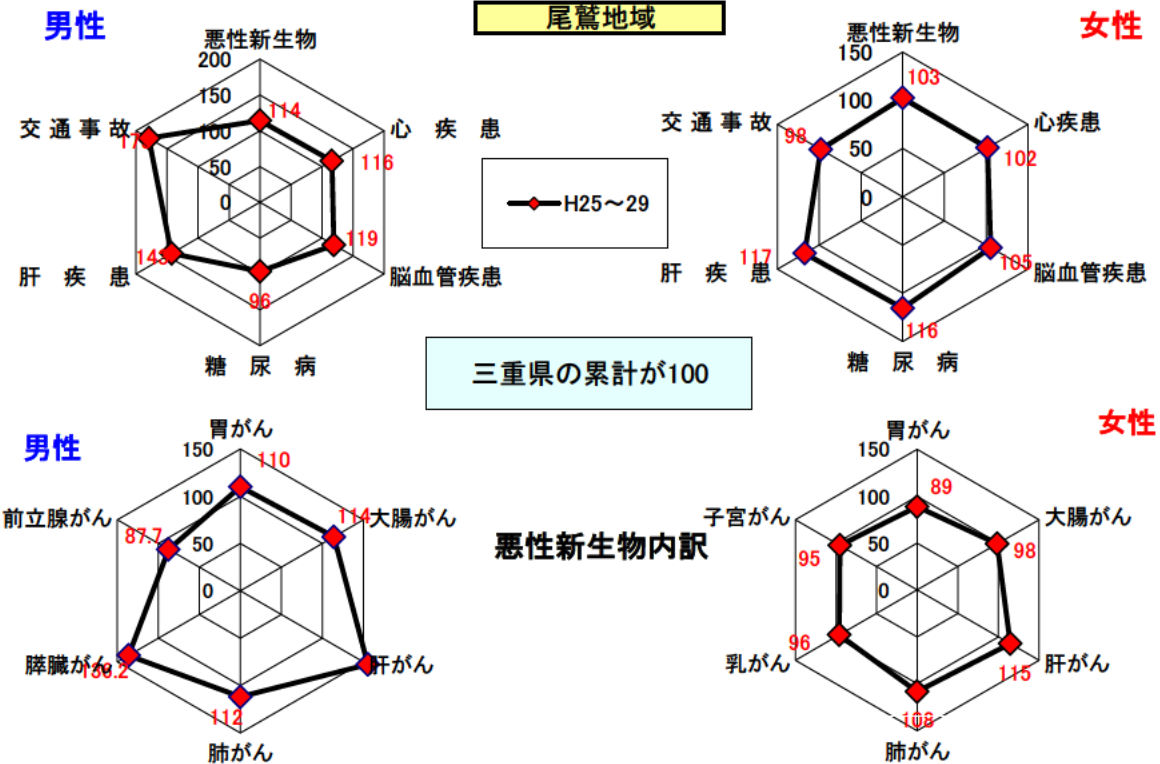 尾鷲地域
男性
悪性新生物
200
150
100
50
0
114
心 疾 患
116
119
脳血管疾患
96
糖 尿 病
肝 疾 患
交 通 事 故
女性
悪性新生物
150
100
50
0
103
心疾患
102
105
脳血管疾患
116
糖 尿 病
117
肝 疾 患
98
交 通 事 故
H25～29
三重県の累計が100
男性
胃がん
150
100
50
0
110
114
大腸がん
肝がん
112
肺がん
136.2
膵臓がん
87.7
前立腺がん
悪性新生物内訳
女性
胃がん
150
100
50
0
89
大腸がん
98
115
肝がん
108
肺がん
96
乳がん
95
子宮がん